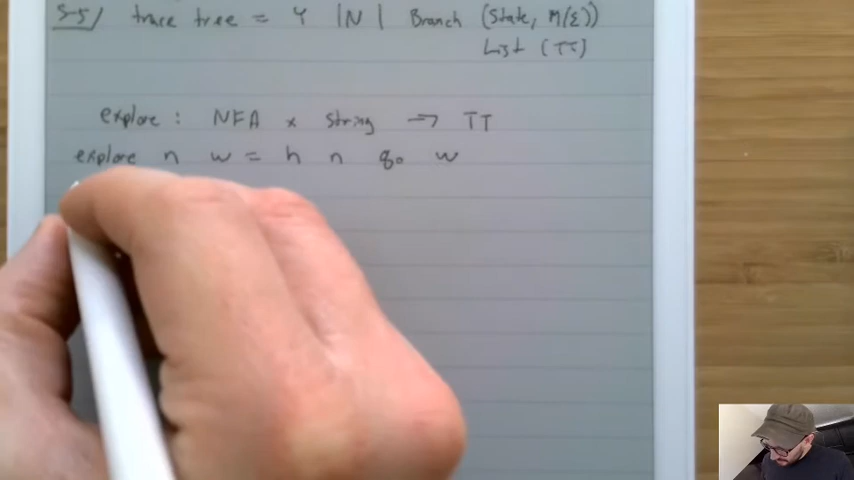 5-5/ trace tree = Y | N | Branch (State, M(Σ))
List (TT)
explore : NFA x string → TT
explore n w = h n q₀ w